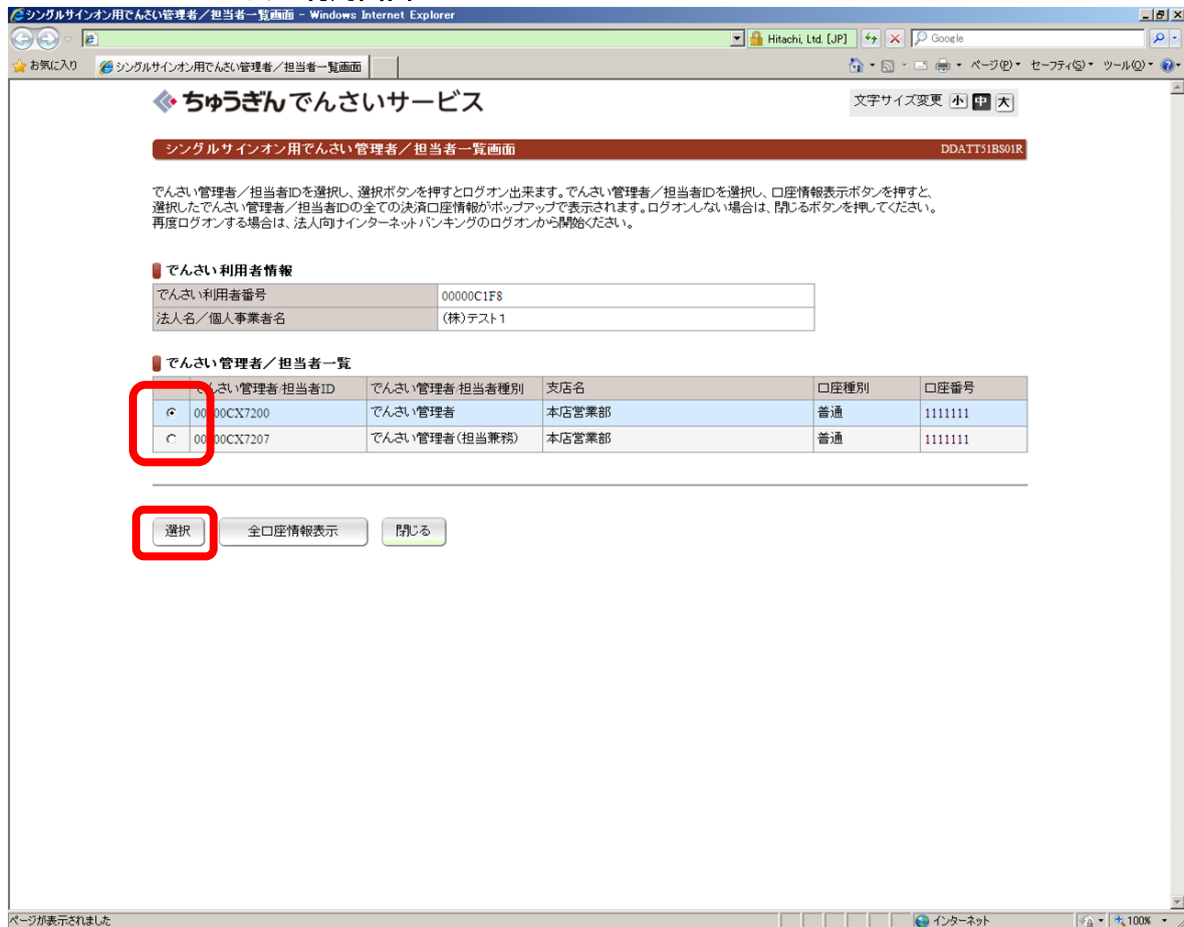 シングルサインオン用でんさい管理者／担当者一覧画面 - Windows Internet Explorer
Hitachi, Ltd. [JP]
Google
お気に入り
シングルサインオン用でんさい管理者／担当者一覧画面
ページ(P)
セーフティ(S)
ツール(O)
ちゅうぎんでんさいサービス
文字サイズ変更 小 中 大
シングルサインオン用でんさい管理者／担当者一覧画面
DDATT51BS01R
でんさい管理者／担当者IDを選択し、選択ボタンを押すとログオン出来ます。でんさい管理者／担当者IDを選択し、口座情報表示ボタンを押すと、
選択したでんさい管理者／担当者IDの全ての決済口座情報がポップアップで表示されます。ログオンしない場合は、閉じるボタンを押してください。
再度ログオンする場合は、法人向けインターネットバンキングのログオンから開始ください。
でんさい利用者情報
でんさい利用者番号 00000C1F8
法人名／個人事業者名 (株)テスト1
でんさい管理者／担当者一覧
でんさい管理者/担当者ID でんさい管理者/担当者種別 支店名 口座種別 口座番号
でんさい管理者 本店営業部 普通 1111111
でんさい管理者(担当兼務) 本店営業部 普通 1111111
選択 全口座情報表示 閉じる
ページが表示されました
インターネット
100%